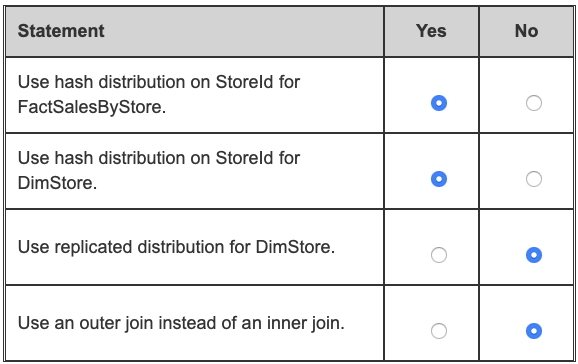 Statement Yes No
Use hash distribution on StoreId for
FactSalesByStore.
Use hash distribution on StoreId for
DimStore.
Use replicated distribution for DimStore.
Use an outer join instead of an inner join.